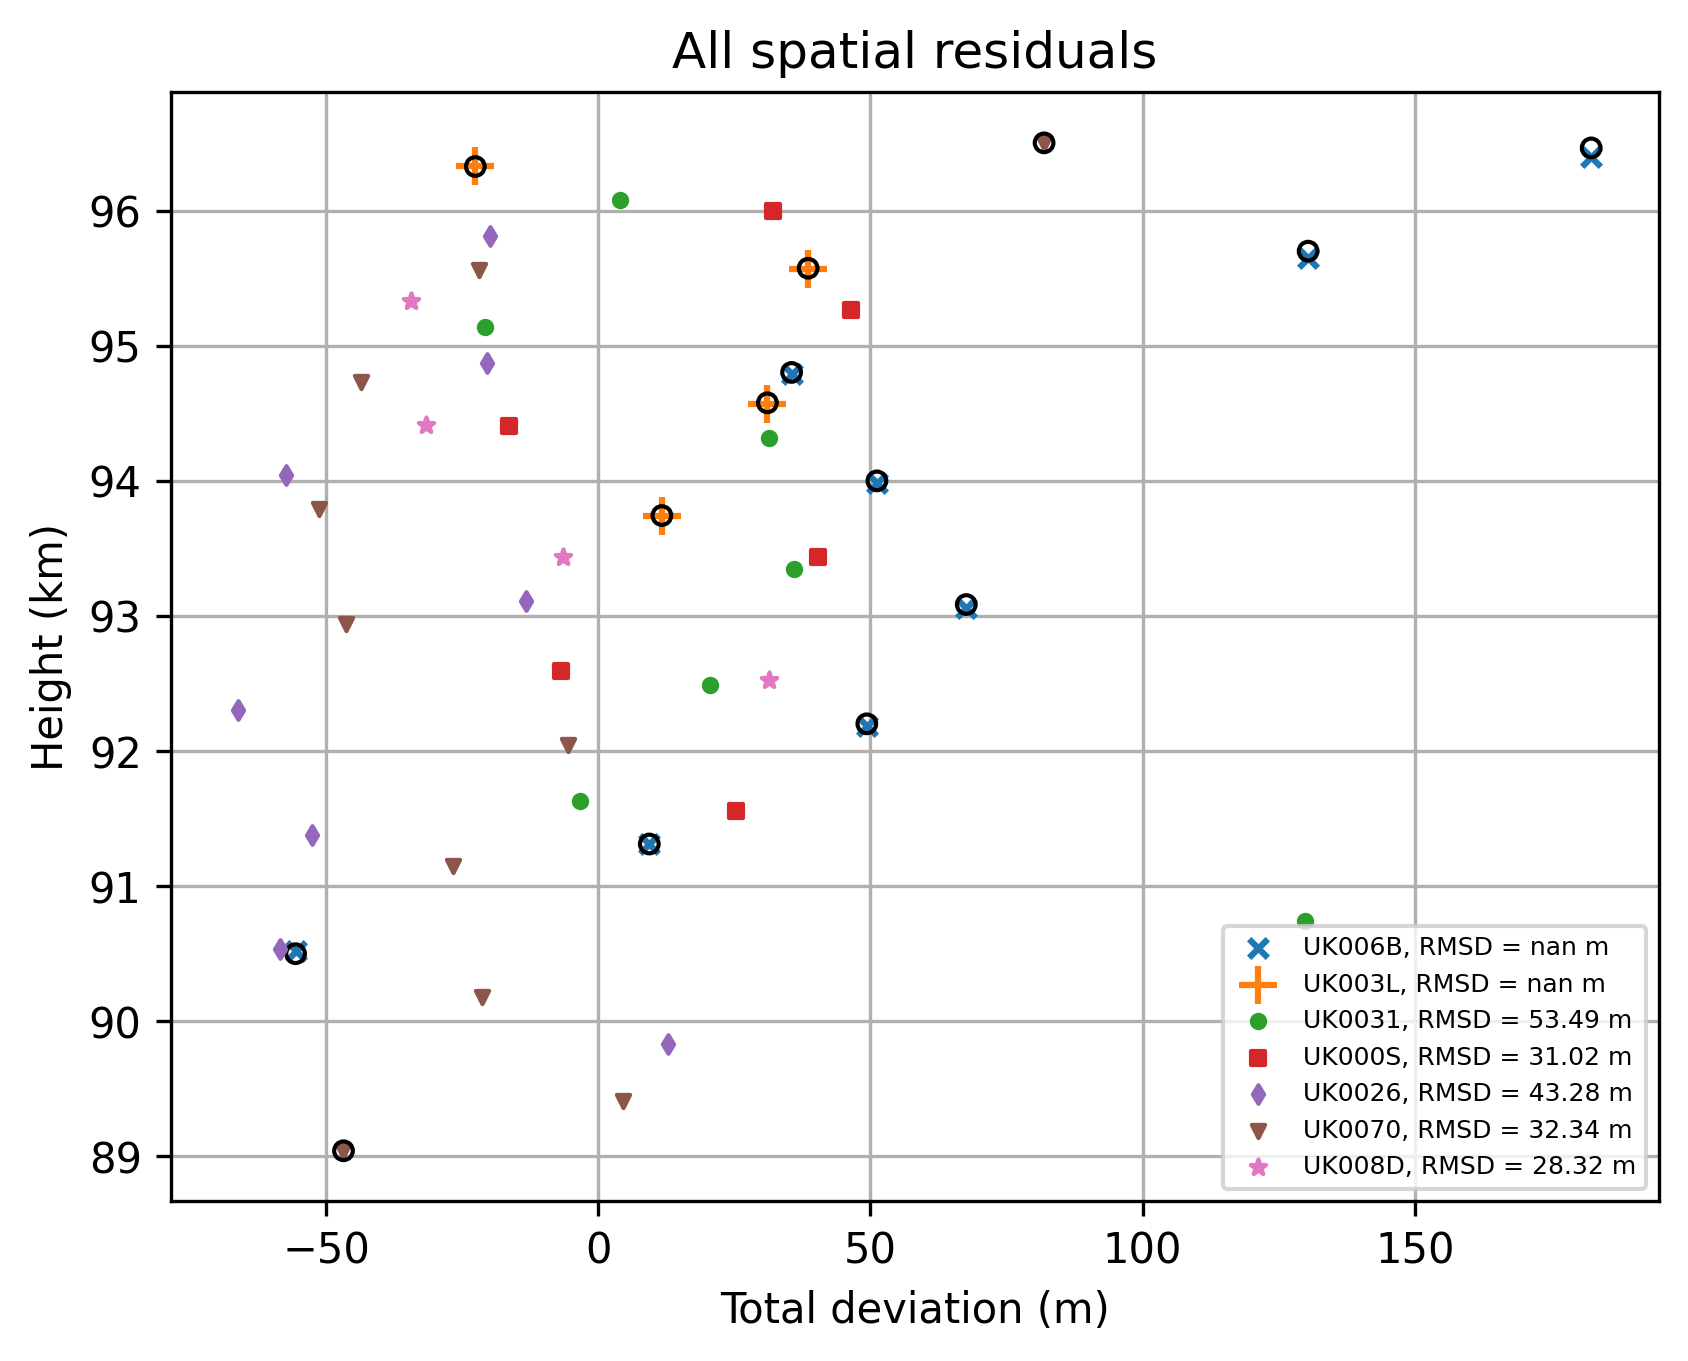 All spatial residuals
Height (km)
96
95
94
93
92
91
90
89
UK006B, RMSD = nan m
UK003L, RMSD = nan m
UK0031, RMSD = 53.49 m
UK000S, RMSD = 31.02 m
UK0026, RMSD = 43.28 m
UK0070, RMSD = 32.34 m
UK008D, RMSD = 28.32 m
−50 0 50 100 150
Total deviation (m)